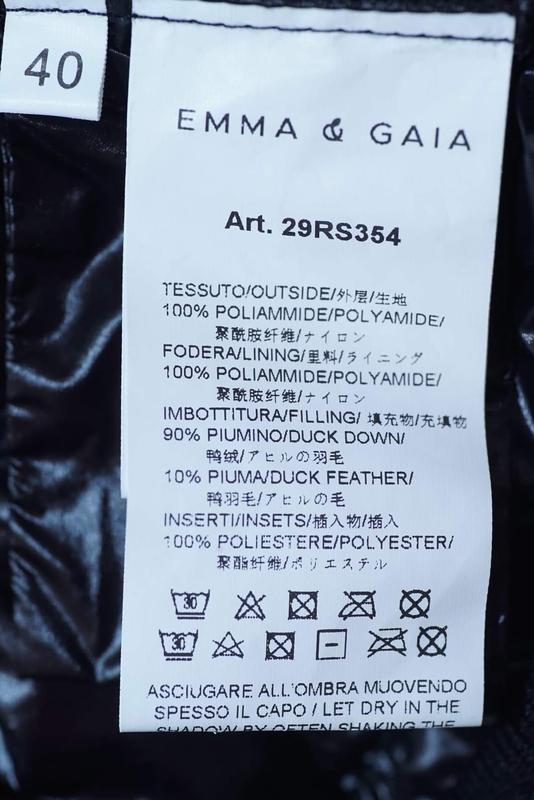 40
EMMA & GAIA
Art. 29RS354
TESSUTO/OUTSIDE/外层/生地
100% POLIAMMIDE/POLYAMIDE/
聚酰胺纤维/ナイロン
FODERA/LINING/里料/ライニング
100% POLIAMMIDE/POLYAMIDE/
聚酰胺纤维/ナイロン
IMBOTTITURA/FILLING/ 填充物/充填物
90% PIUMINO/DUCK DOWN/
鸭绒/アヒルの羽毛
10% PIUMA/DUCK FEATHER/
鸭羽毛/アヒルの毛
INSERTI/INSETS/插入物/插入
100% POLIESTERE/POLYESTER/
聚酯纤维/ポリエステル
30
30
ASCIUGARE ALL'OMBRA MUOVENDO
SPESSO IL CAPO / LET DRY IN THE
SHADOW BY OFTEN SHAKING THE